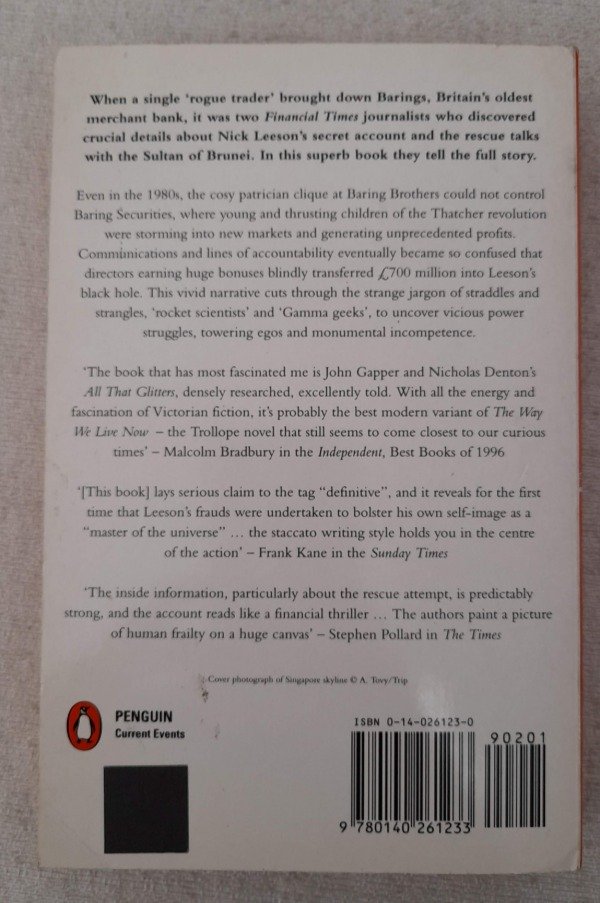 When a single 'rogue trader' brought down Barings, Britain's oldest
merchant bank, it was two Financial Times journalists who discovered
crucial details about Nick Leeson's secret account and the rescue talks
with the Sultan of Brunei. In this superb book they tell the full story.
Even in the 1980s, the cosy patrician clique at Baring Brothers could not control
Baring Securities, where young and thrusting children of the Thatcher revolution
were storming into new markets and generating unprecedented profits.
Communications and lines of accountability eventually became so confused that
directors earning huge bonuses blindly transferred £700 million into Leeson's
black hole. This vivid narrative cuts through the strange jargon of straddles and
strangles, 'rocket scientists' and 'Gamma geeks', to uncover vicious power
struggles, towering egos and monumental incompetence.
'The book that has most fascinated me is John Gapper and Nicholas Denton's
All That Glitters, densely researched, excellently told. With all the energy and
fascination of Victorian fiction, it's probably the best modern variant of The Way
We Live Now – the Trollope novel that still seems to come closest to our curious
times' – Malcolm Bradbury in the Independent, Best Books of 1996
'[This book] lays serious claim to the tag "definitive", and it reveals for the first
time that Leeson's frauds were undertaken to bolster his own self-image as a
"master of the universe" … the staccato writing style holds you in the centre
of the action' – Frank Kane in the Sunday Times
'The inside information, particularly about the rescue attempt, is predictably
strong, and the account reads like a financial thriller … The authors paint a picture
of human frailty on a huge canvas' – Stephen Pollard in The Times
Cover photograph of Singapore skyline © A. Tovy/Trip
PENGUIN
Current Events
ISBN 0-14-026123-0
90201
9 780140 261233